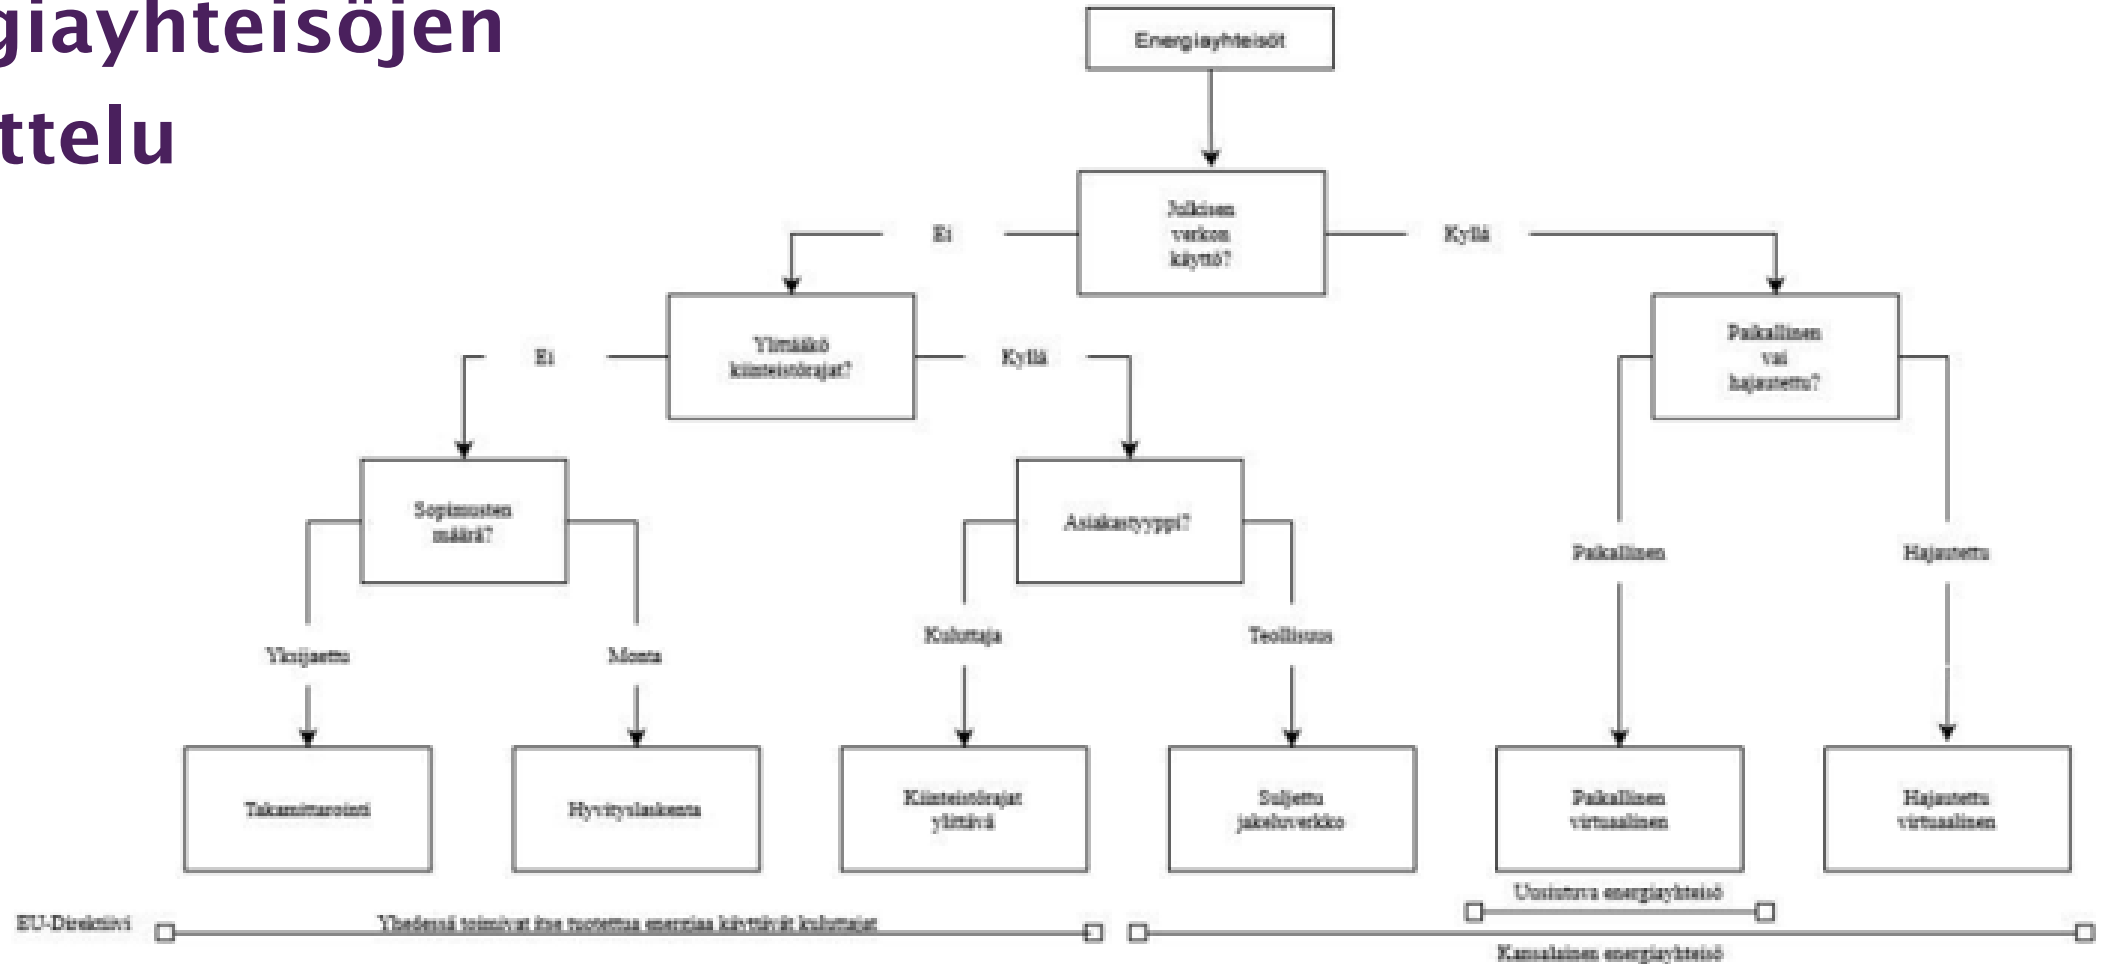 giayhteisöjen
ttelu
Energiayhteisöt
Julkisen
verkon
käyttö?
Ei
Kyllä
Ylittääkö
kiinteistörajat?
Paikallinen
vai
hajautettu?
Ei
Kyllä
Sopimusten
määrä?
Asiakastyyppi?
Paikallinen
Hajautettu
Kuluttaja
Teollisuus
Yksijaettu
Monta
Takamittarointi
Hyvityslaskenta
Kiinteistörajat
ylittävä
Suljettu
jakeluverkko
Paikallinen
virtuaalinen
Hajautettu
virtuaalinen
Uusiutuva energiayhteisö
EU-Direktiivi
Yhdessä toimivat itse tuotettua energiaa käyttävät kuluttajat
Kansalainen energiayhteisö